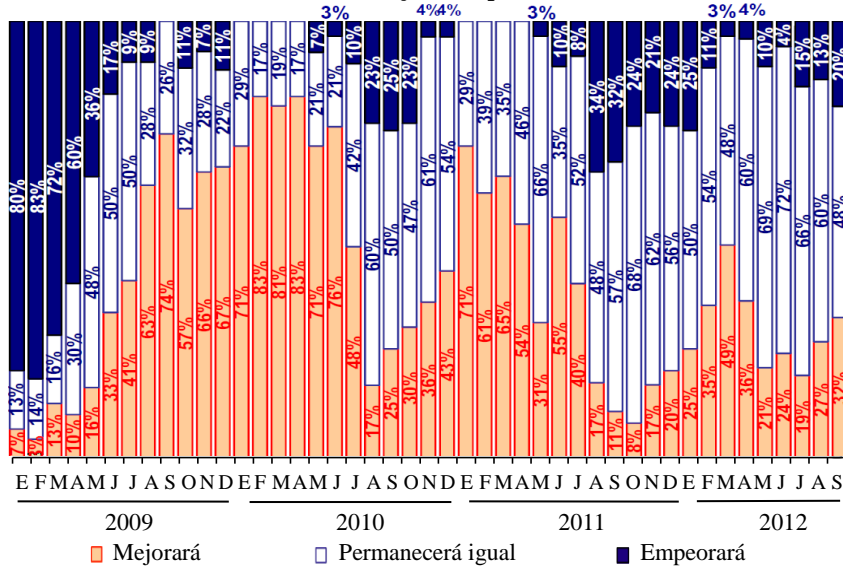 3% 4% 4% 3% 3% 4%
80% 83% 72% 60% 36% 17% 9% 9% 11% 7% 11% 7% 10% 23% 25% 23% 10% 8% 34% 32% 24% 21% 24% 25% 11% 10% 4% 15% 13% 20%
13% 14% 16% 30% 48% 50% 50% 28% 26% 32% 28% 22% 29% 17% 19% 17% 21% 21% 42% 60% 50% 47% 61% 54% 29% 39% 35% 46% 66% 35% 52% 48% 57% 68% 62% 56% 50% 54% 48% 60% 69% 72% 66% 60% 48%
7% 3% 13% 10% 16% 33% 41% 63% 74% 57% 66% 67% 71% 83% 81% 83% 71% 76% 48% 17% 25% 30% 36% 43% 71% 61% 65% 54% 31% 55% 40% 17% 11% 8% 17% 20% 25% 35% 49% 36% 21% 24% 19% 27% 32%
E F M A M J J A S O N D E F M A M J J A S O N D E F M A M J J A S O N D E F M A M J J A S
2009 2010 2011 2012
Mejorará Permanecerá igual Empeorará